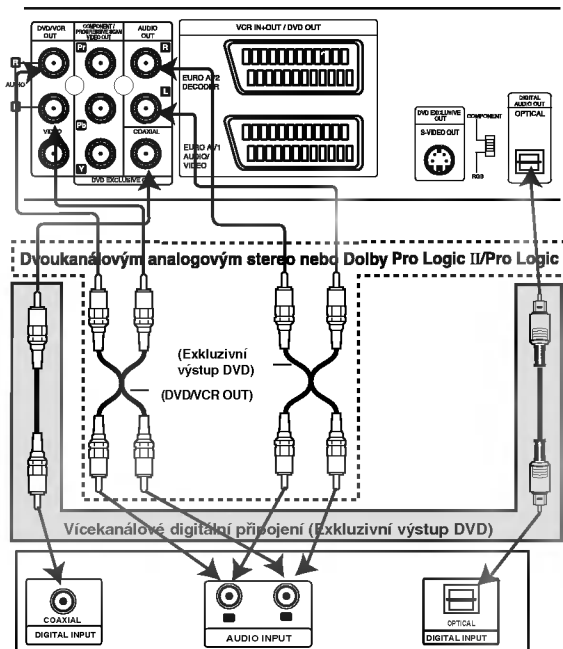 DVD/VCR
OUT
COMPONENT /
PROGRESSIVE SCAN
VIDEO OUT
AUDIO
OUT
VCR IN+OUT / DVD OUT
Pr
R
R
AUDIO
L
EURO AV2
DECODER
VIDEO
Pb
COAXIAL
Y
DVD EXCLUSIVE OUT
EURO AV1
AUDIO/
VIDEO
DVD EXCLUSIVE
OUT
S-VIDEO OUT
COMPONENT
RGB
DIGITAL
AUDIO OUT
OPTICAL
Dvoukanálovým analogovým stereo nebo Dolby Pro Logic II/Pro Logic
(Exkluzivní
výstup DVD)
(DVD/VCR OUT)
Vícekanálové digitální připojení (Exkluzivní výstup DVD)
COAXIAL
DIGITAL INPUT
AUDIO INPUT
OPTICAL
DIGITAL INPUT